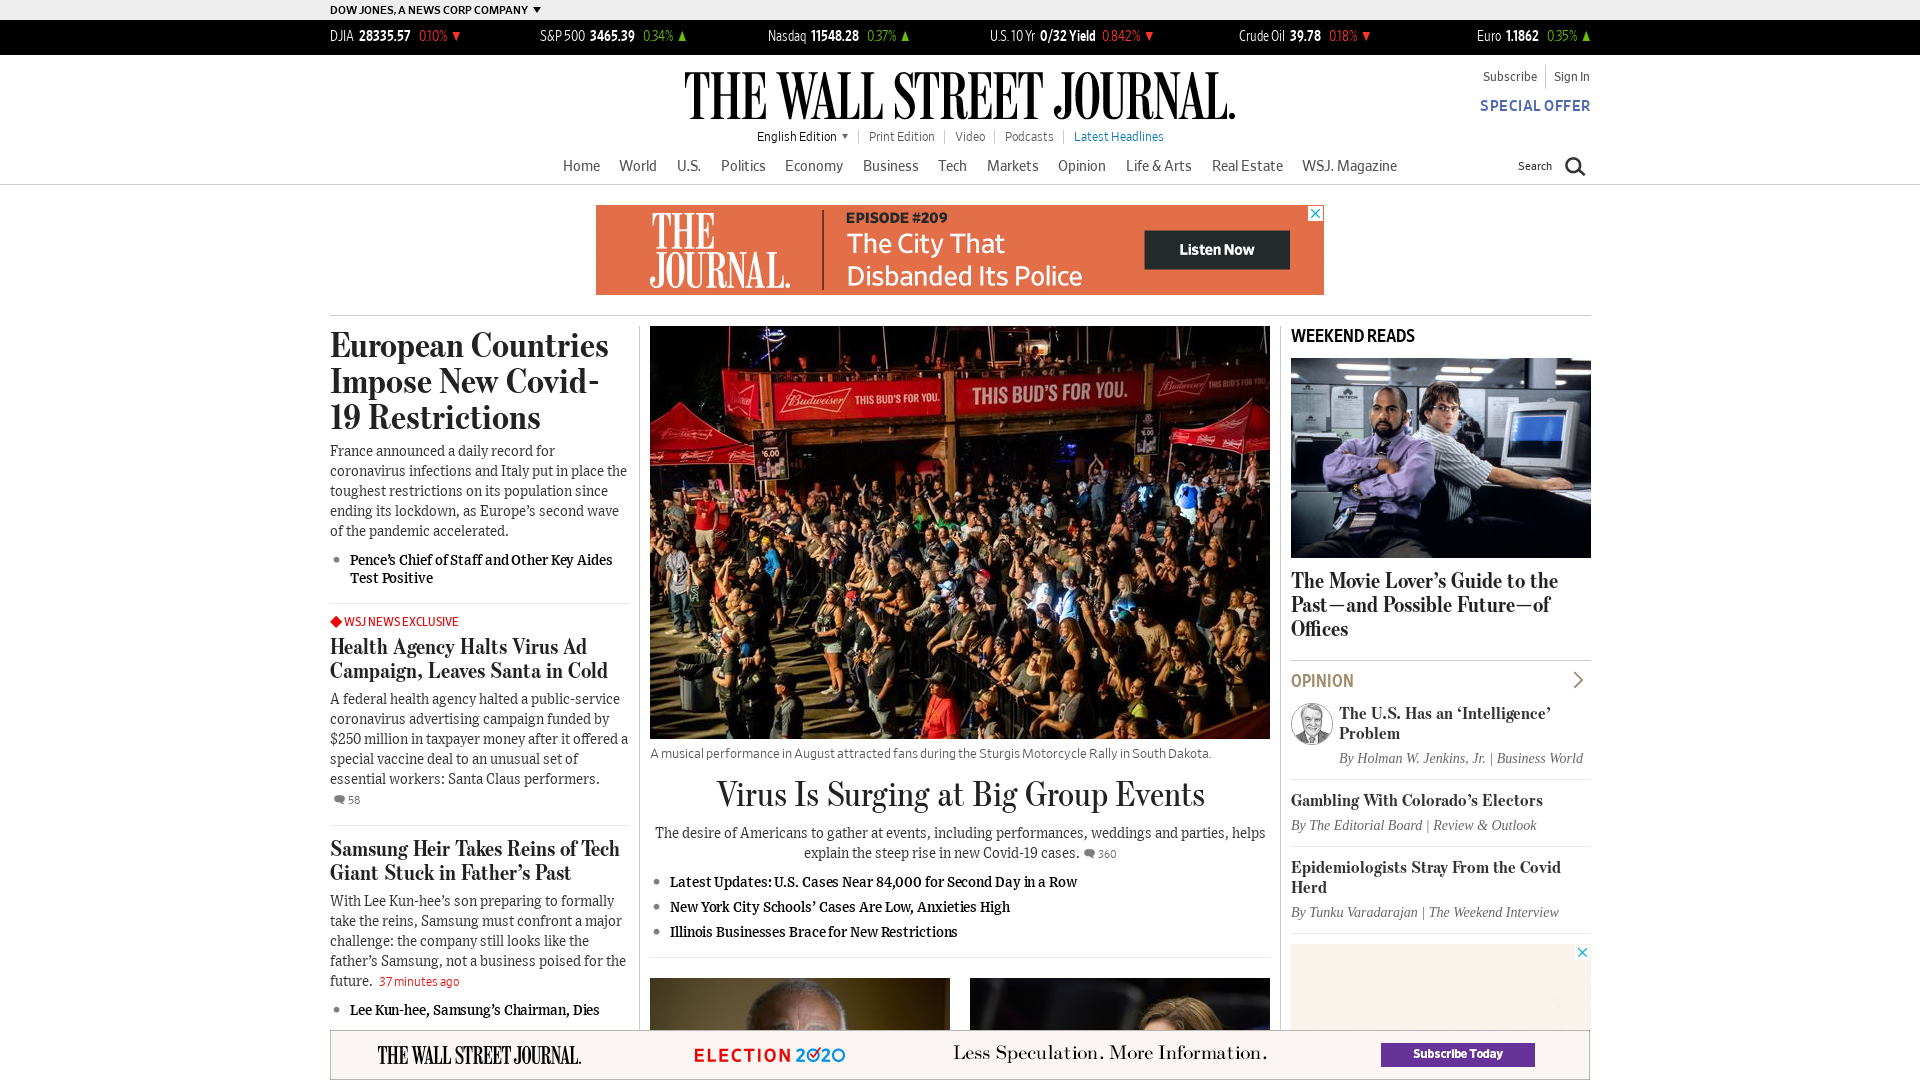 DOW JONES, A NEWS CORP COMPANY
DJIA 28335.57 0.10% S&P 500 3465.39 0.34% Nasdaq 11548.28 0.37% U.S. 10 Yr 0/32 Yield 0.842% Crude Oil 39.78 0.18% Euro 1.1862 0.35%
THE WALL STREET JOURNAL.
Subscribe Sign In
SPECIAL OFFER
English Edition Print Edition Video Podcasts Latest Headlines
Home World U.S. Politics Economy Business Tech Markets Opinion Life & Arts Real Estate WSJ. Magazine Search
THE
JOURNAL.
EPISODE #209
The City That
Disbanded Its Police
Listen Now
European Countries
Impose New Covid-
19 Restrictions
France announced a daily record for
coronavirus infections and Italy put in place the
toughest restrictions on its population since
ending its lockdown, as Europe's second wave
of the pandemic accelerated.
Pence's Chief of Staff and Other Key Aides
Test Positive
WSJ NEWS EXCLUSIVE
Health Agency Halts Virus Ad
Campaign, Leaves Santa in Cold
A federal health agency halted a public-service
coronavirus advertising campaign funded by
$250 million in taxpayer money after it offered a
special vaccine deal to an unusual set of
essential workers: Santa Claus performers.
58
Samsung Heir Takes Reins of Tech
Giant Stuck in Father's Past
With Lee Kun-hee's son preparing to formally
take the reins, Samsung must confront a major
challenge: the company still looks like the
father's Samsung, not a business poised for the
future. 37 minutes ago
Lee Kun-hee, Samsung's Chairman, Dies
Budweiser THIS BUD'S FOR YOU. THIS BUD'S FOR YOU. Budweiser THIS BUD'S FOR YOU.
A musical performance in August attracted fans during the Sturgis Motorcycle Rally in South Dakota.
Virus Is Surging at Big Group Events
The desire of Americans to gather at events, including performances, weddings and parties, helps
explain the steep rise in new Covid-19 cases. 360
Latest Updates: U.S. Cases Near 84,000 for Second Day in a Row
New York City Schools' Cases Are Low, Anxieties High
Illinois Businesses Brace for New Restrictions
WEEKEND READS
The Movie Lover's Guide to the
Past—and Possible Future—of
Offices
OPINION
The U.S. Has an ‘Intelligence’
Problem
By Holman W. Jenkins, Jr. | Business World
Gambling With Colorado's Electors
By The Editorial Board | Review & Outlook
Epidemiologists Stray From the Covid
Herd
By Tunku Varadarajan | The Weekend Interview
THE WALL STREET JOURNAL.
ELECTION 2020
Less Speculation. More Information.
Subscribe Today